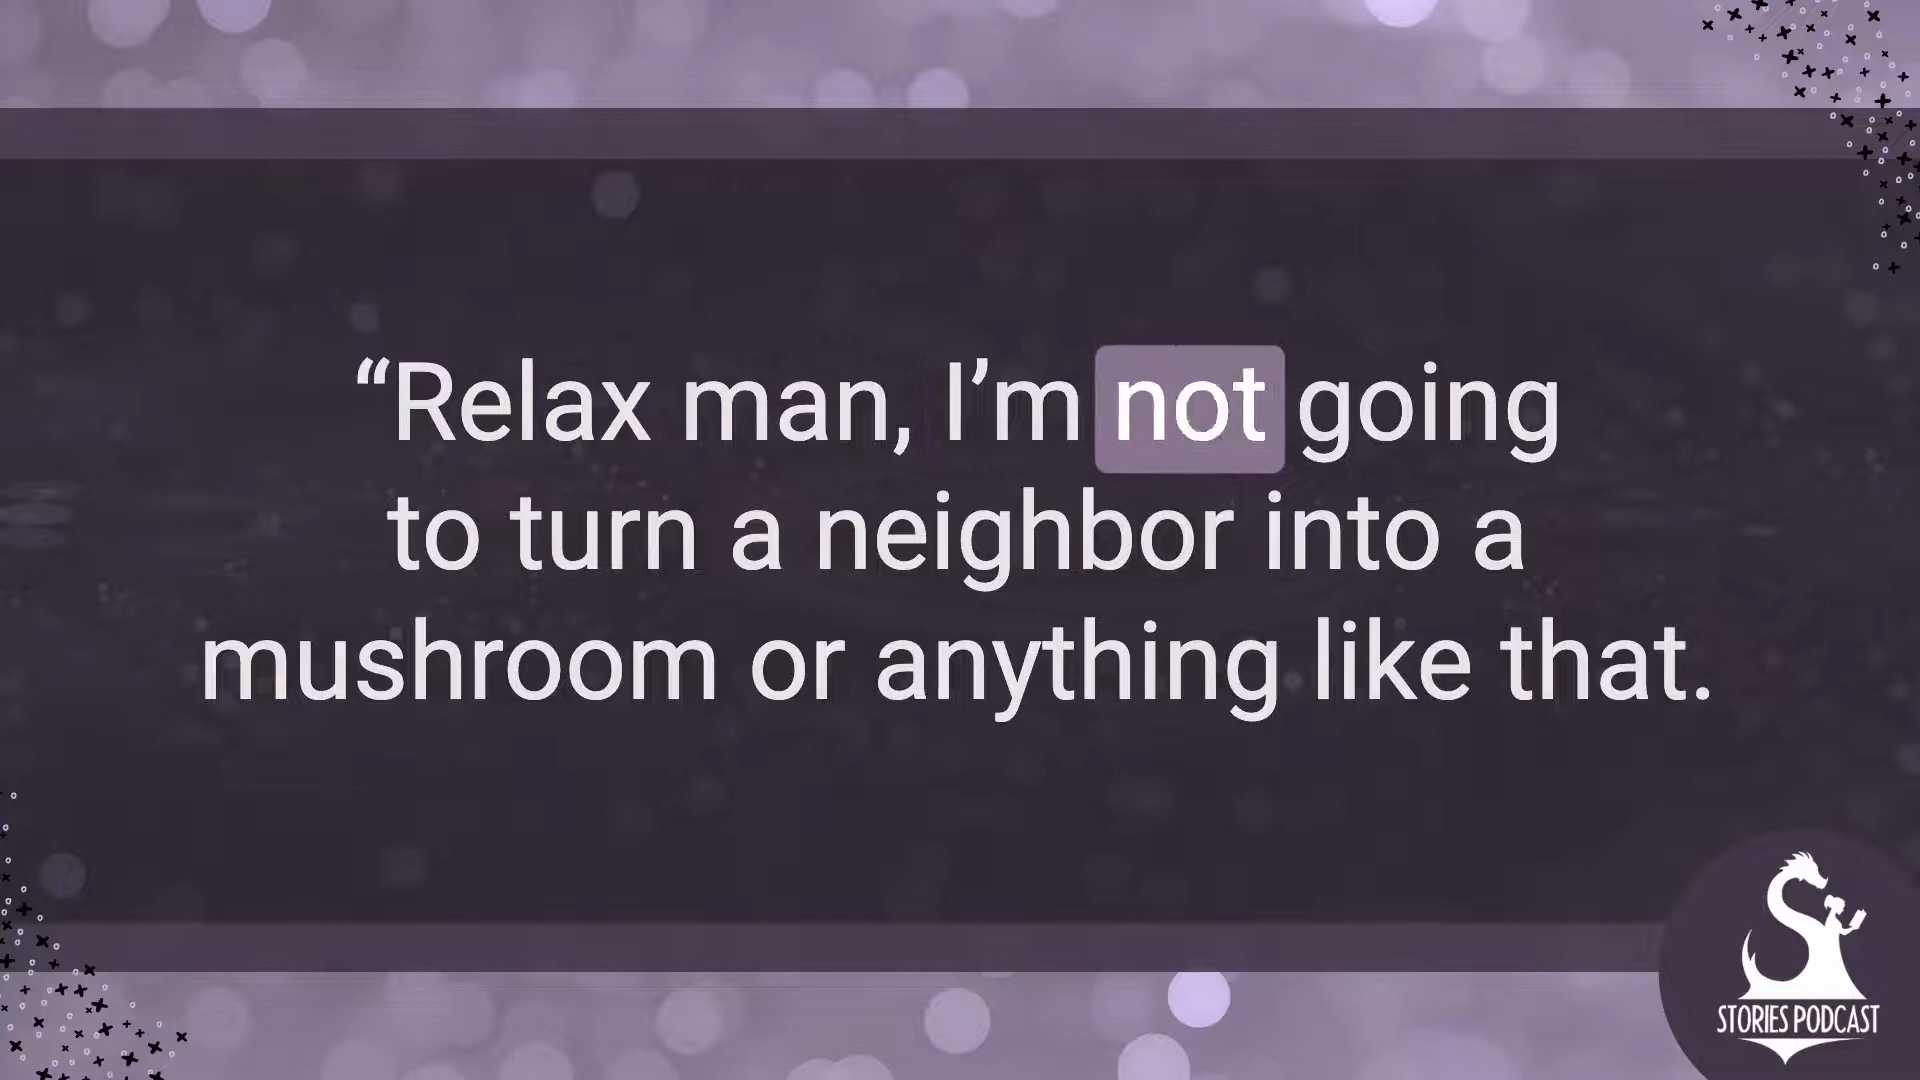 “Relax man, I’m not going
to turn a neighbor into a
mushroom or anything like that.
STORIES PODCAST